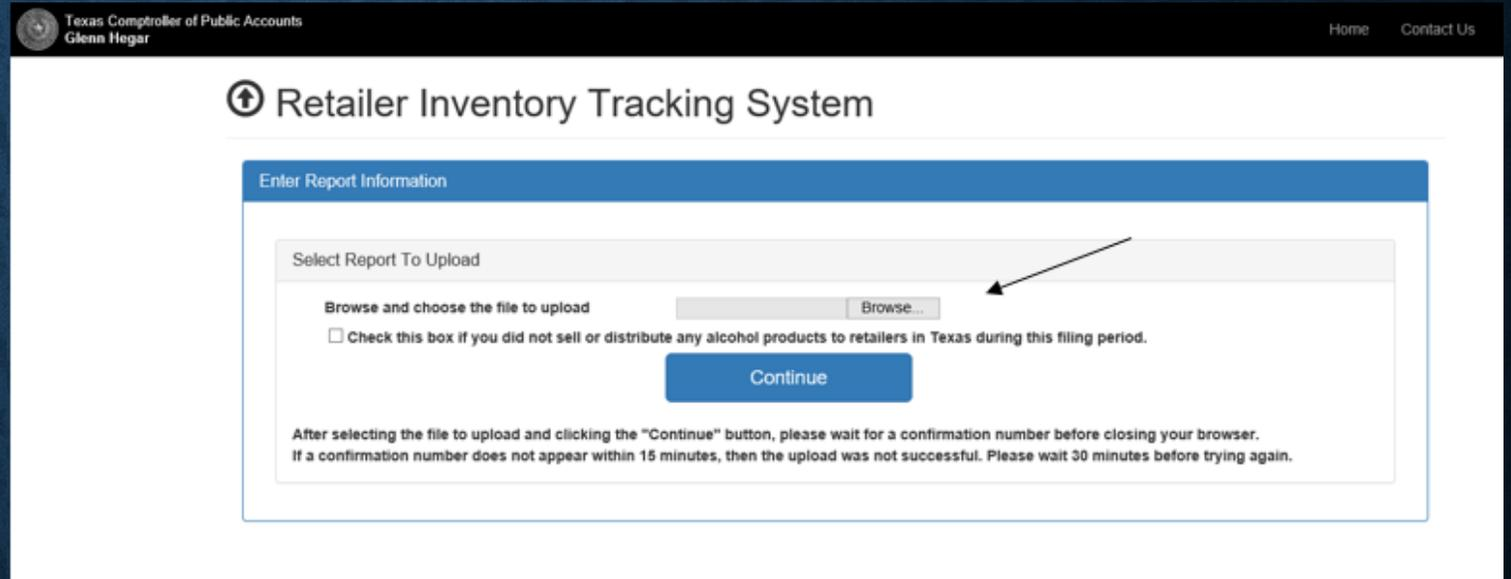 Texas Comptroller of Public Accounts
Glenn Hegar
Home Contact Us
Retailer Inventory Tracking System
Enter Report Information
Select Report To Upload
Browse and choose the file to upload Browse...
Check this box if you did not sell or distribute any alcohol products to retailers in Texas during this filing period.
Continue
After selecting the file to upload and clicking the "Continue" button, please wait for a confirmation number before closing your browser.
If a confirmation number does not appear within 15 minutes, then the upload was not successful. Please wait 30 minutes before trying again.